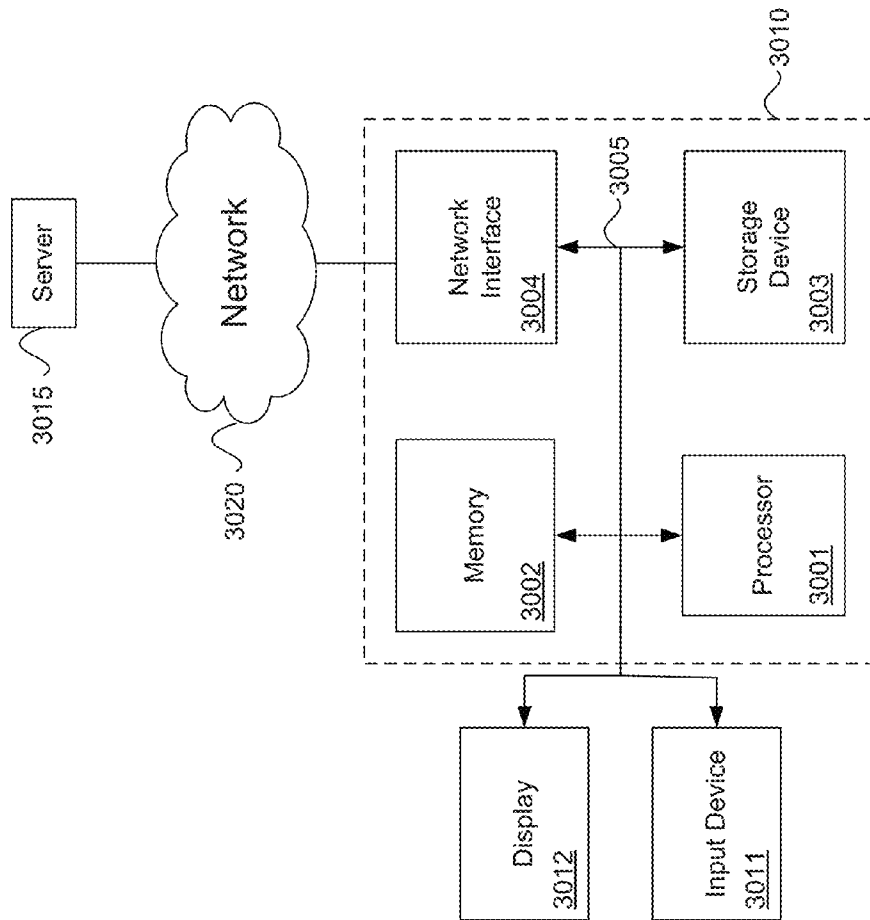 Display
3012
Input Device
3011
Memory
3002
Processor
3001
Network
Interface
3004
Storage
Device
3003
3005
3010
Network
3020
Server
3015